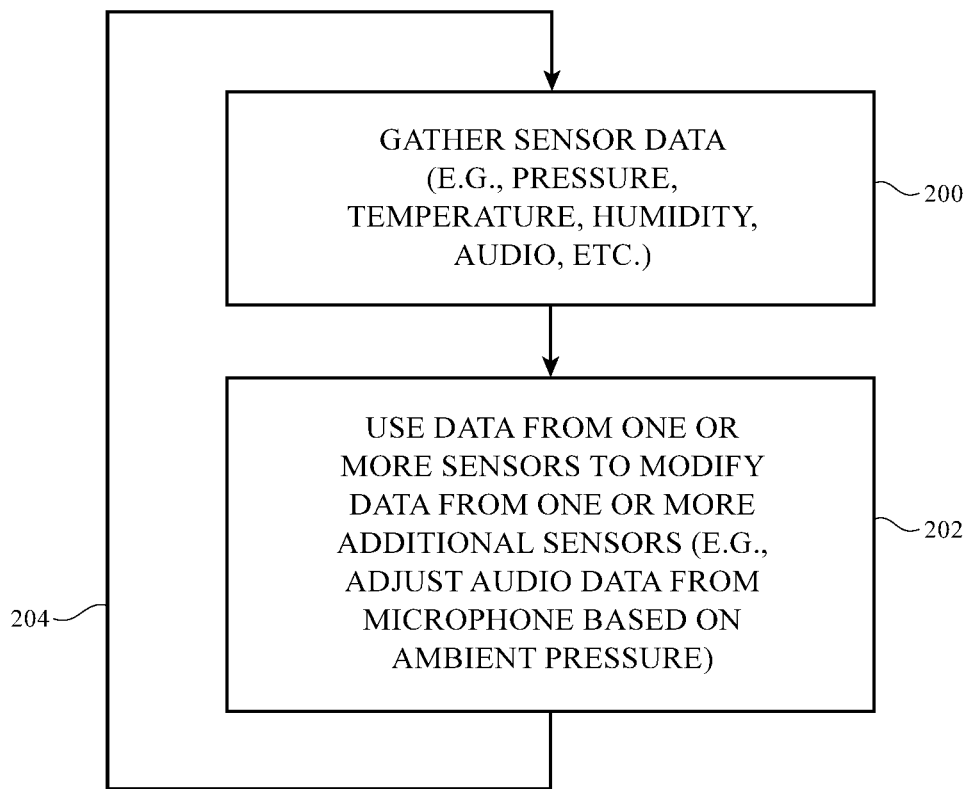 GATHER SENSOR DATA
(E.G., PRESSURE,
TEMPERATURE, HUMIDITY,
AUDIO, ETC.)
200
USE DATA FROM ONE OR
MORE SENSORS TO MODIFY
DATA FROM ONE OR MORE
ADDITIONAL SENSORS (E.G.,
ADJUST AUDIO DATA FROM
MICROPHONE BASED ON
AMBIENT PRESSURE)
202
204